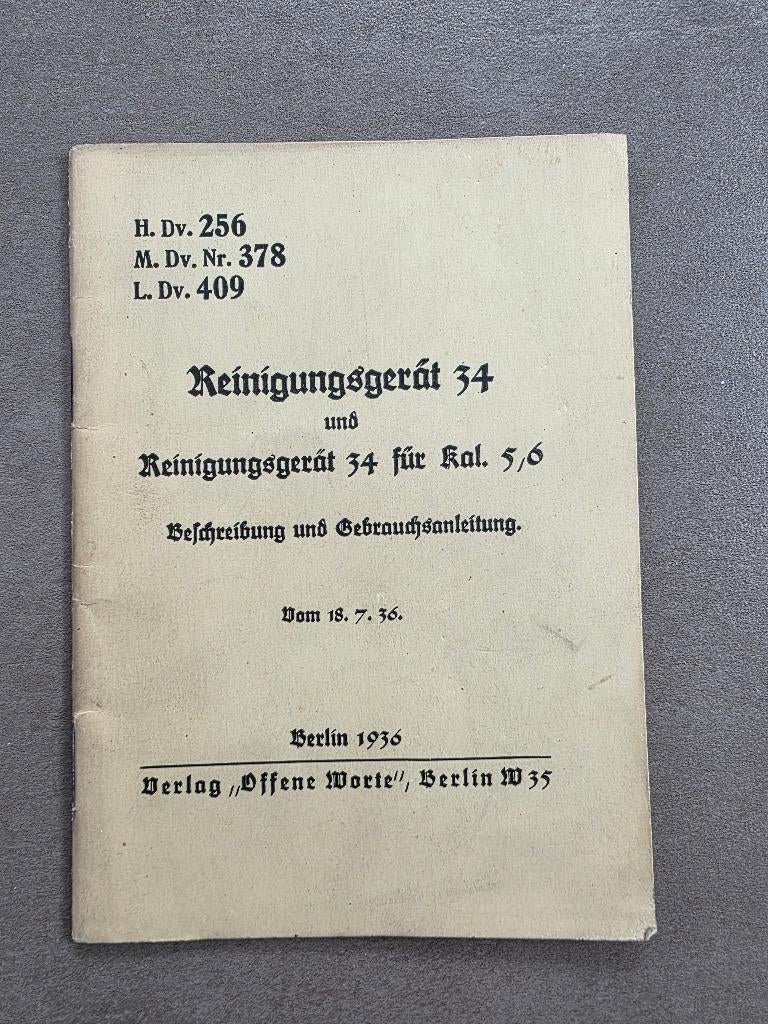 H. Dv. 256
M. Dv. Nr. 378
L. Dv. 409
Reinigungsgerät 34
und
Reinigungsgerät 34 für Kal. 5,6
Beschreibung und Gebrauchsanleitung.
Vom 18. 7. 36.
Berlin 1936
Verlag „Offene Worte“, Berlin W 35